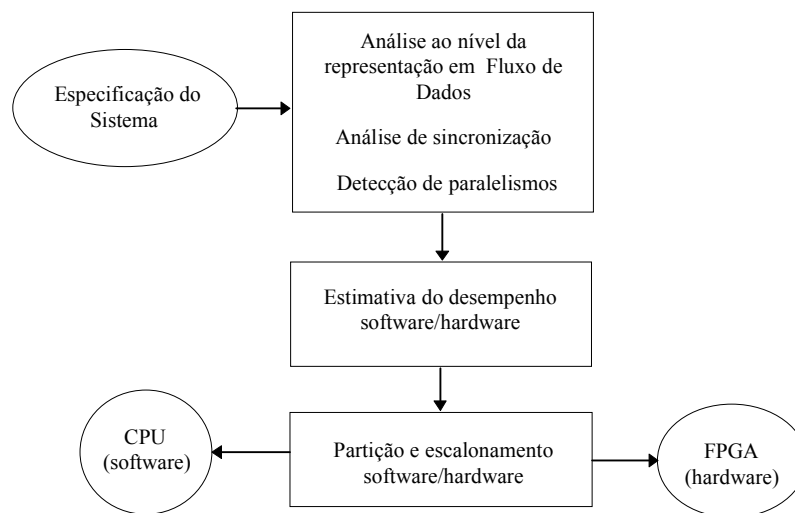 Análise ao nível da
representação em Fluxo de
Dados
Especificação do
Sistema
Análise de sincronização
Detecção de paralelismos
Estimativa do desempenho
software/hardware
CPU
(software)
Partição e escalonamento
software/hardware
FPGA
(hardware)